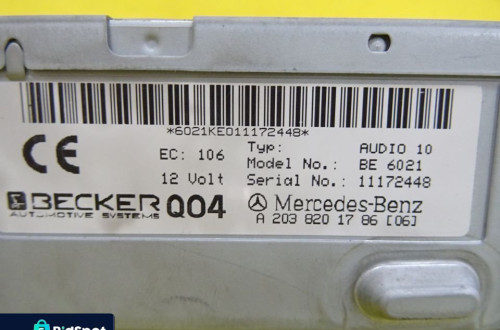 *6021KE011172448*
EC: 106 Typ: AUDIO 10
Model No.: BE 6021
12 Volt Serial No.: 11172448
BECKER Q04 Mercedes-Benz
AUTOMOTIVE SYSTEMS A 203 820 17 86 [06]
CE